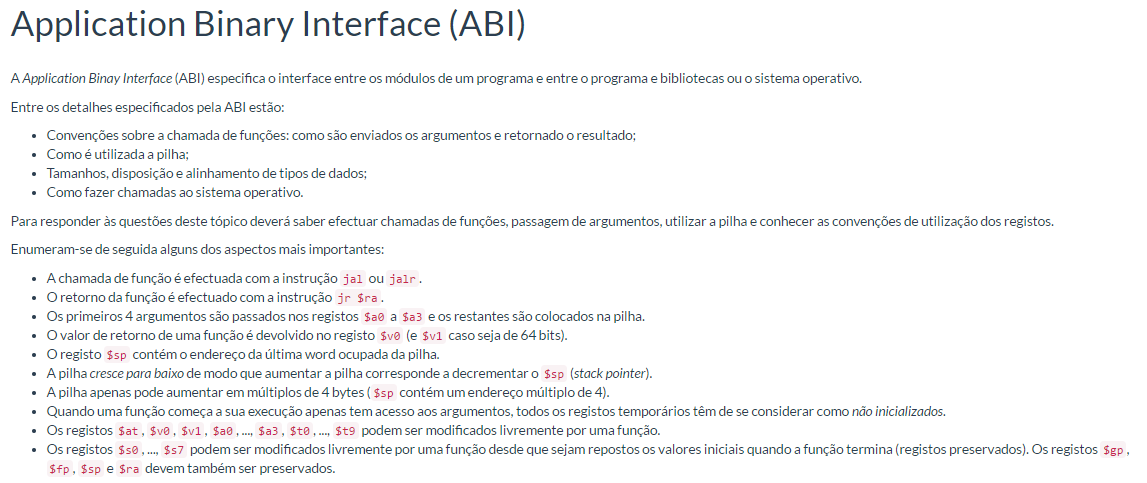 Application Binary Interface (ABI)
A Application Binay Interface (ABI) especifica o interface entre os módulos de um programa e entre o programa e bibliotecas ou o sistema operativo.
Entre os detalhes especificados pela ABI estão:
• Convenções sobre a chamada de funções: como são enviados os argumentos e retornado o resultado;
• Como é utilizada a pilha;
• Tamanhos, disposição e alinhamento de tipos de dados;
• Como fazer chamadas ao sistema operativo.
Para responder às questões deste tópico deverá saber efectuar chamadas de funções, passagem de argumentos, utilizar a pilha e conhecer as convenções de utilização dos registos.
Enumeram-se de seguida alguns dos aspectos mais importantes:
• A chamada de função é efectuada com a instrução jal ou jalr.
• O retorno da função é efectuado com a instrução jr $ra.
• Os primeiros 4 argumentos são passados nos registos $a0 a $a3 e os restantes são colocados na pilha.
• O valor de retorno de uma função é devolvido no registo $v0 (e $v1 caso seja de 64 bits).
• O registo $sp contém o endereço da última word ocupada da pilha.
• A pilha cresce para baixo de modo que aumentar a pilha corresponde a decrementar o $sp (stack pointer).
• A pilha apenas pode aumentar em múltiplos de 4 bytes ( $sp contém um endereço múltiplo de 4).
• Quando uma função começa a sua execução apenas tem acesso aos argumentos, todos os registos temporários têm de se considerar como não inicializados.
• Os registos $at, $v0, $v1, $a0, ..., $a3, $t0, ..., $t9 podem ser modificados livremente por uma função.
• Os registos $s0, ..., $s7 podem ser modificados livremente por uma função desde que sejam repostos os valores iniciais quando a função termina (registos preservados). Os registos $gp,
$fp, $sp e $ra devem também ser preservados.